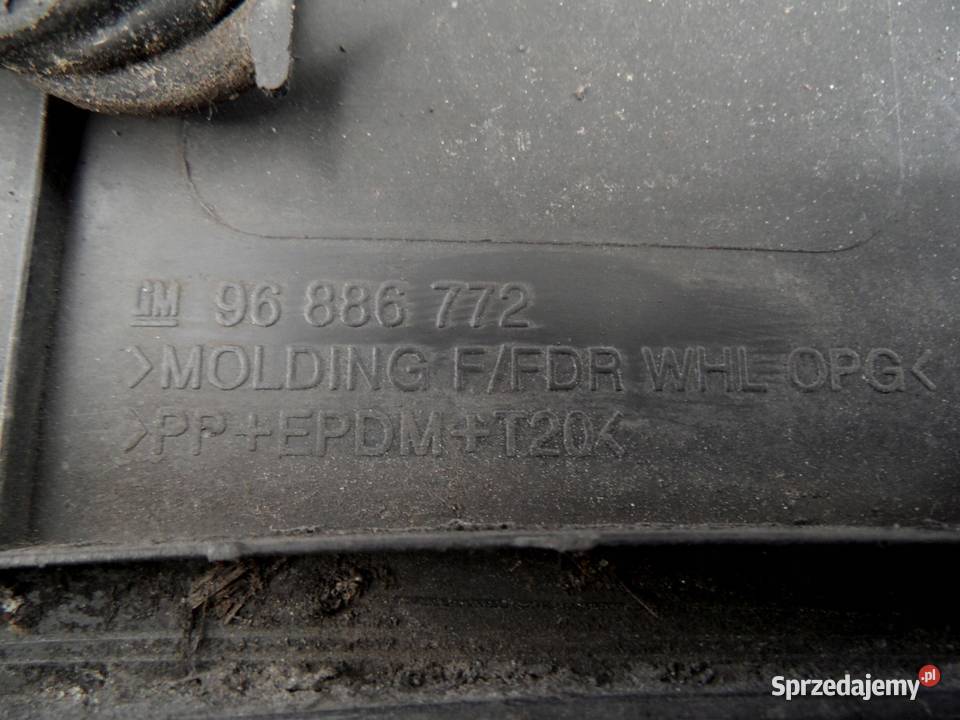 GM 96 886 772
>MOLDING F/FDR WHL-OPG<
>PP+EPDM+T20<
Sprzedajemy.pl